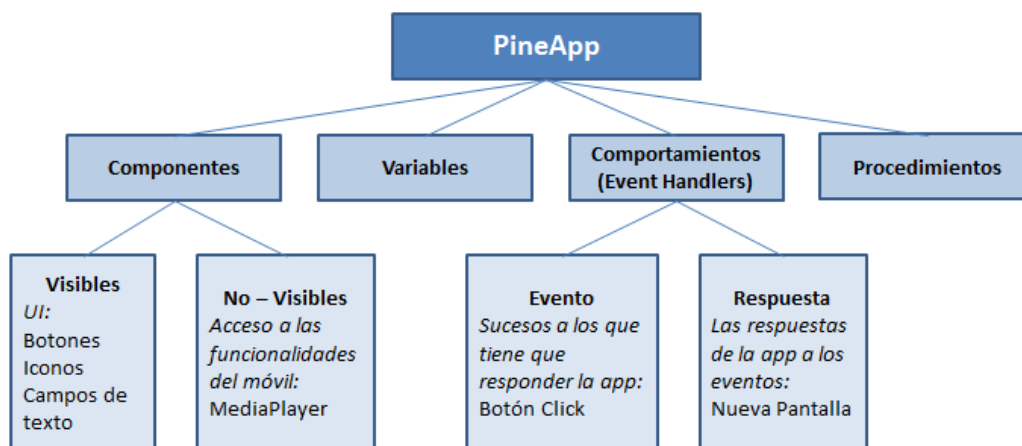 PineApp
Componentes
Variables
Comportamientos
(Event Handlers)
Procedimientos
Visibles
UI:
Botones
Iconos
Campos de
texto
No – Visibles
Acceso a las
funcionalidades
del móvil:
MediaPlayer
Evento
Sucesos a los que
tiene que
responder la app:
Botón Click
Respuesta
Las respuestas
de la app a los
eventos:
Nueva Pantalla